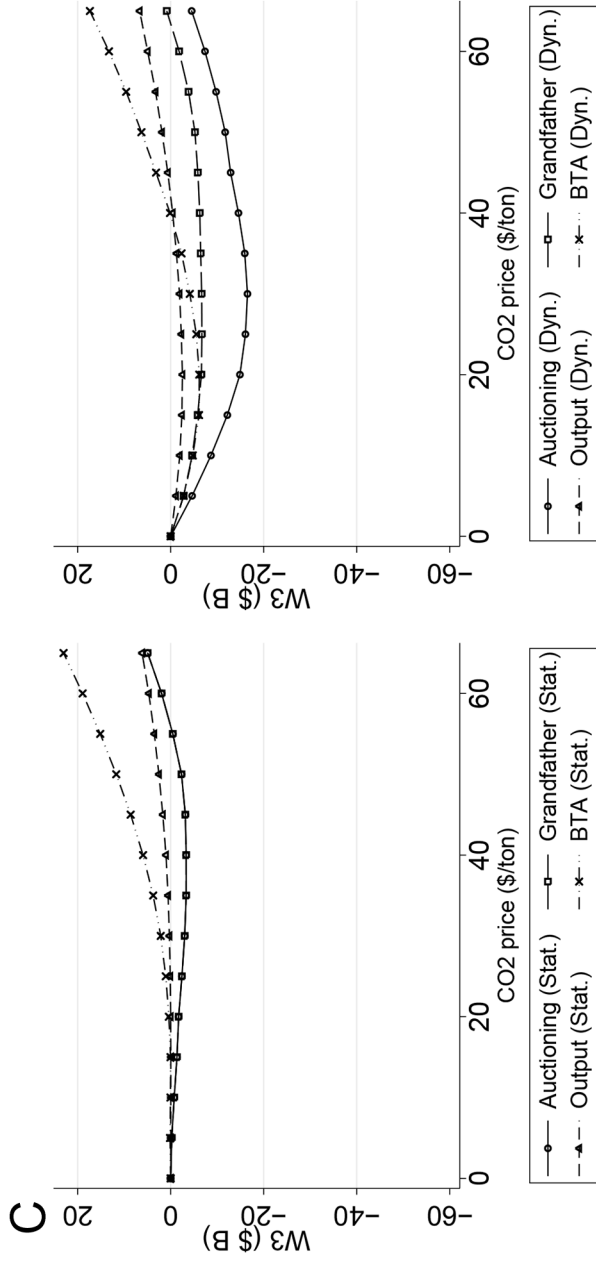 C
W3 ($ B)
20
0
−20
−40
−60
0
20
40
60
CO2 price ($/ton)
Auctioning (Stat.)
Grandfather (Stat.)
Output (Stat.)
BTA (Stat.)
W3 ($ B)
20
0
−20
−40
−60
0
20
40
60
CO2 price ($/ton)
Auctioning (Dyn.)
Grandfather (Dyn.)
Output (Dyn.)
BTA (Dyn.)